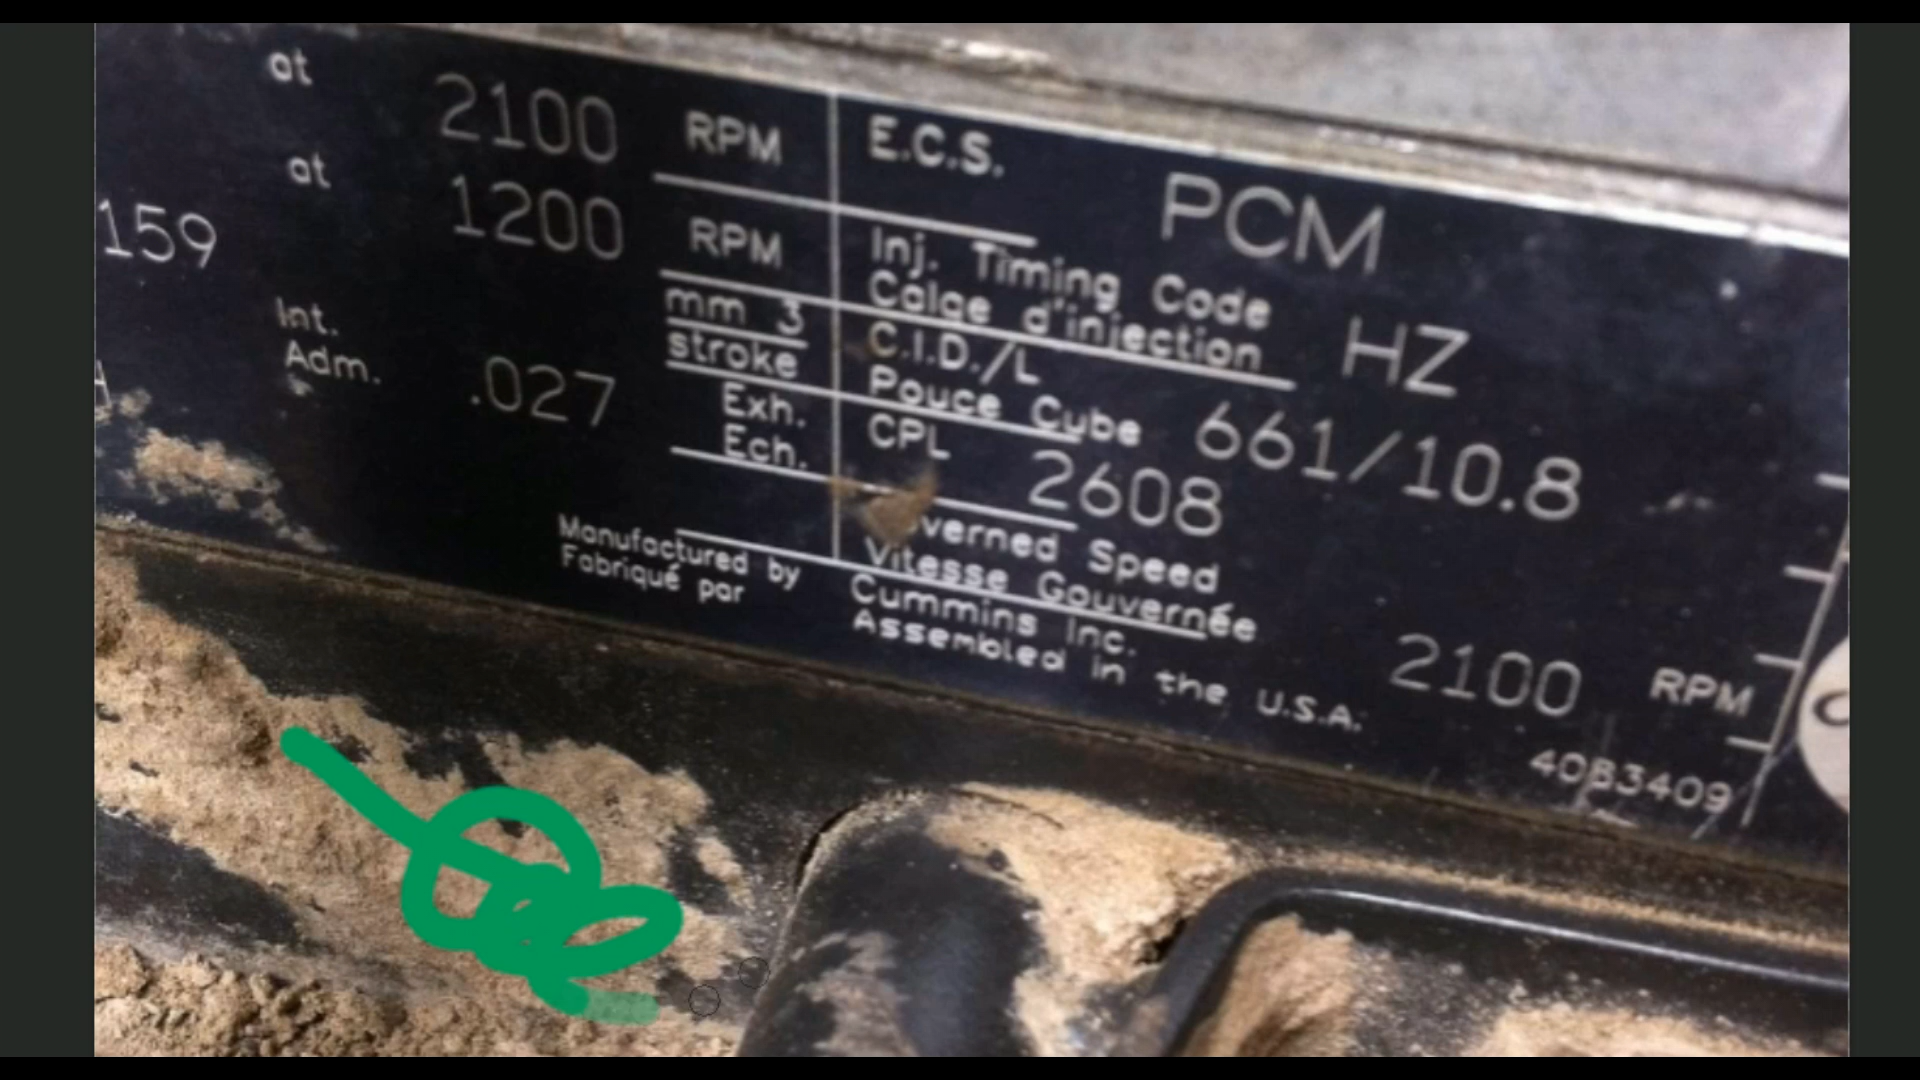 at 2100 RPM
at 1200 RPM
159
mm 3
stroke
Int.
Adm.
.027
Exh.
Ech.
E.C.S. PCM
Inj. Timing Code
Calge d'injection HZ
C.I.D./L
Pouce Cube 661/10.8
CPL 2608
verned Speed
Vitesse Gouvernée 2100 RPM
Manufactured by
Fabriqué par
Cummins Inc.
Assembled in the U.S.A.
4083409